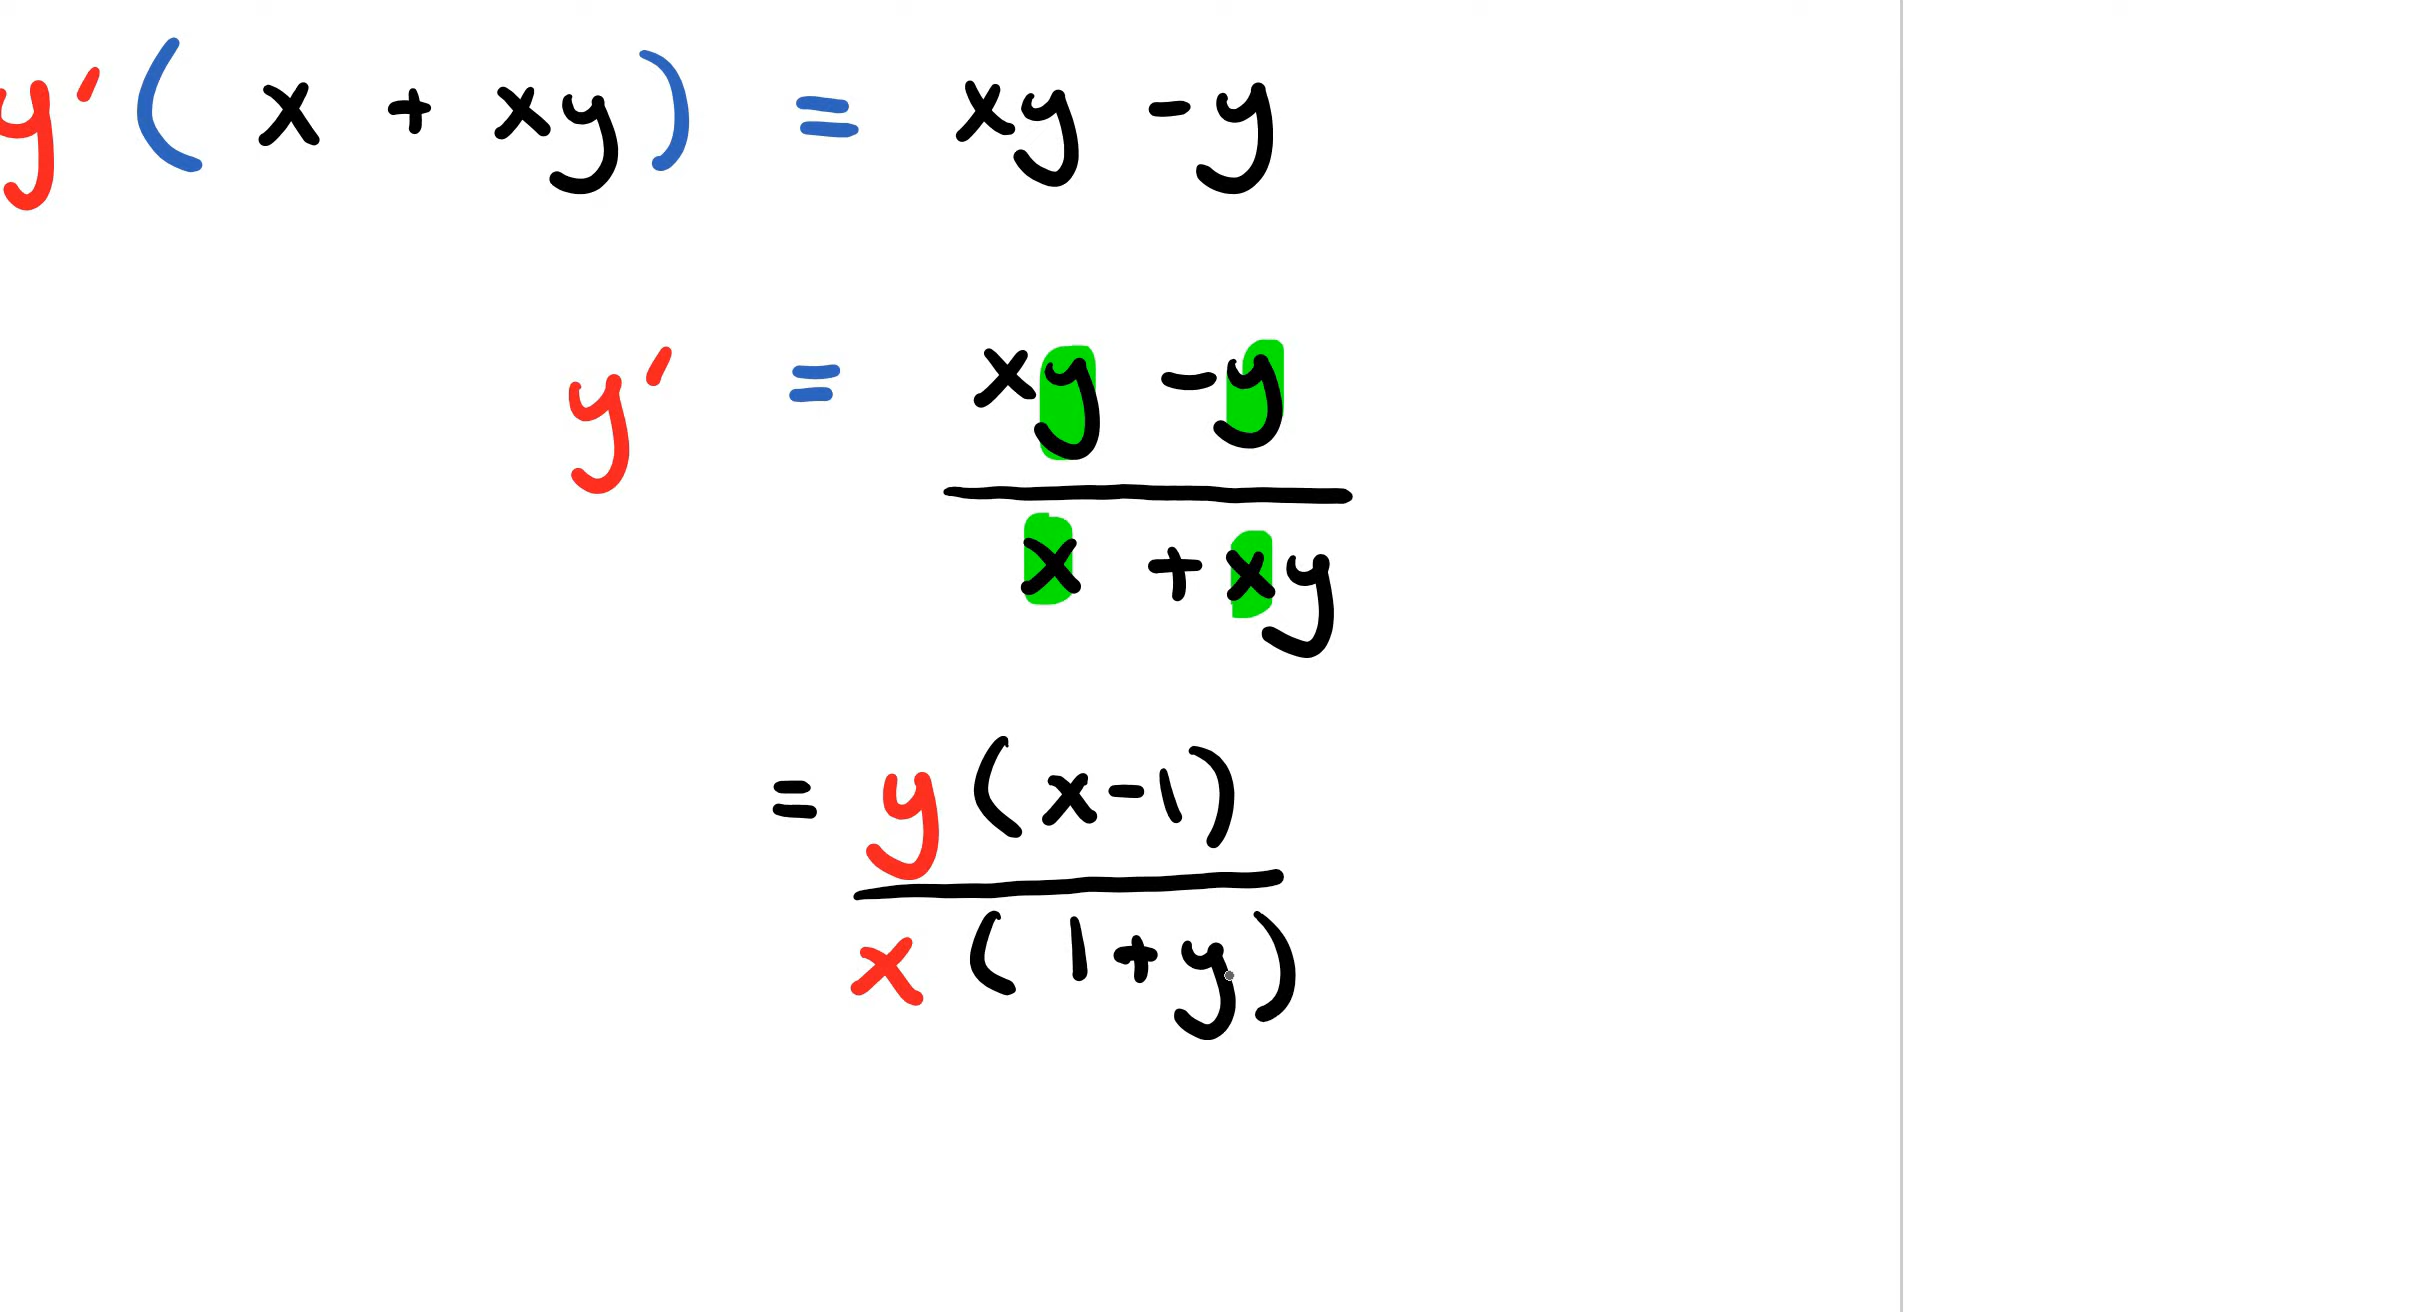 y'( x + xy) = xy - y
y' = xy - y
x + xy
= y(x-1)
x(1+y)